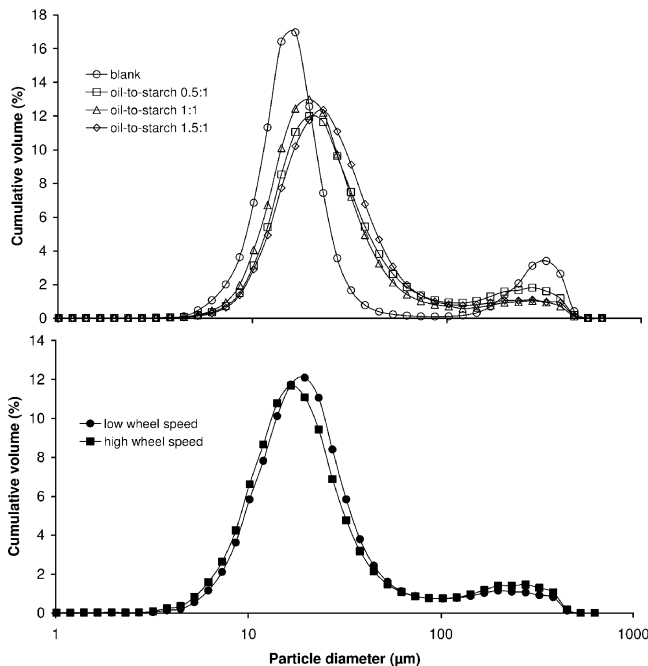 18
16
14
12
10
8
6
4
2
0
Cumulative volume (%)
blank
oil-to-starch 0.5:1
oil-to-starch 1:1
oil-to-starch 1.5:1
14
12
10
8
6
4
2
0
Cumulative volume (%)
low wheel speed
high wheel speed
1 10 100 1000
Particle diameter (µm)